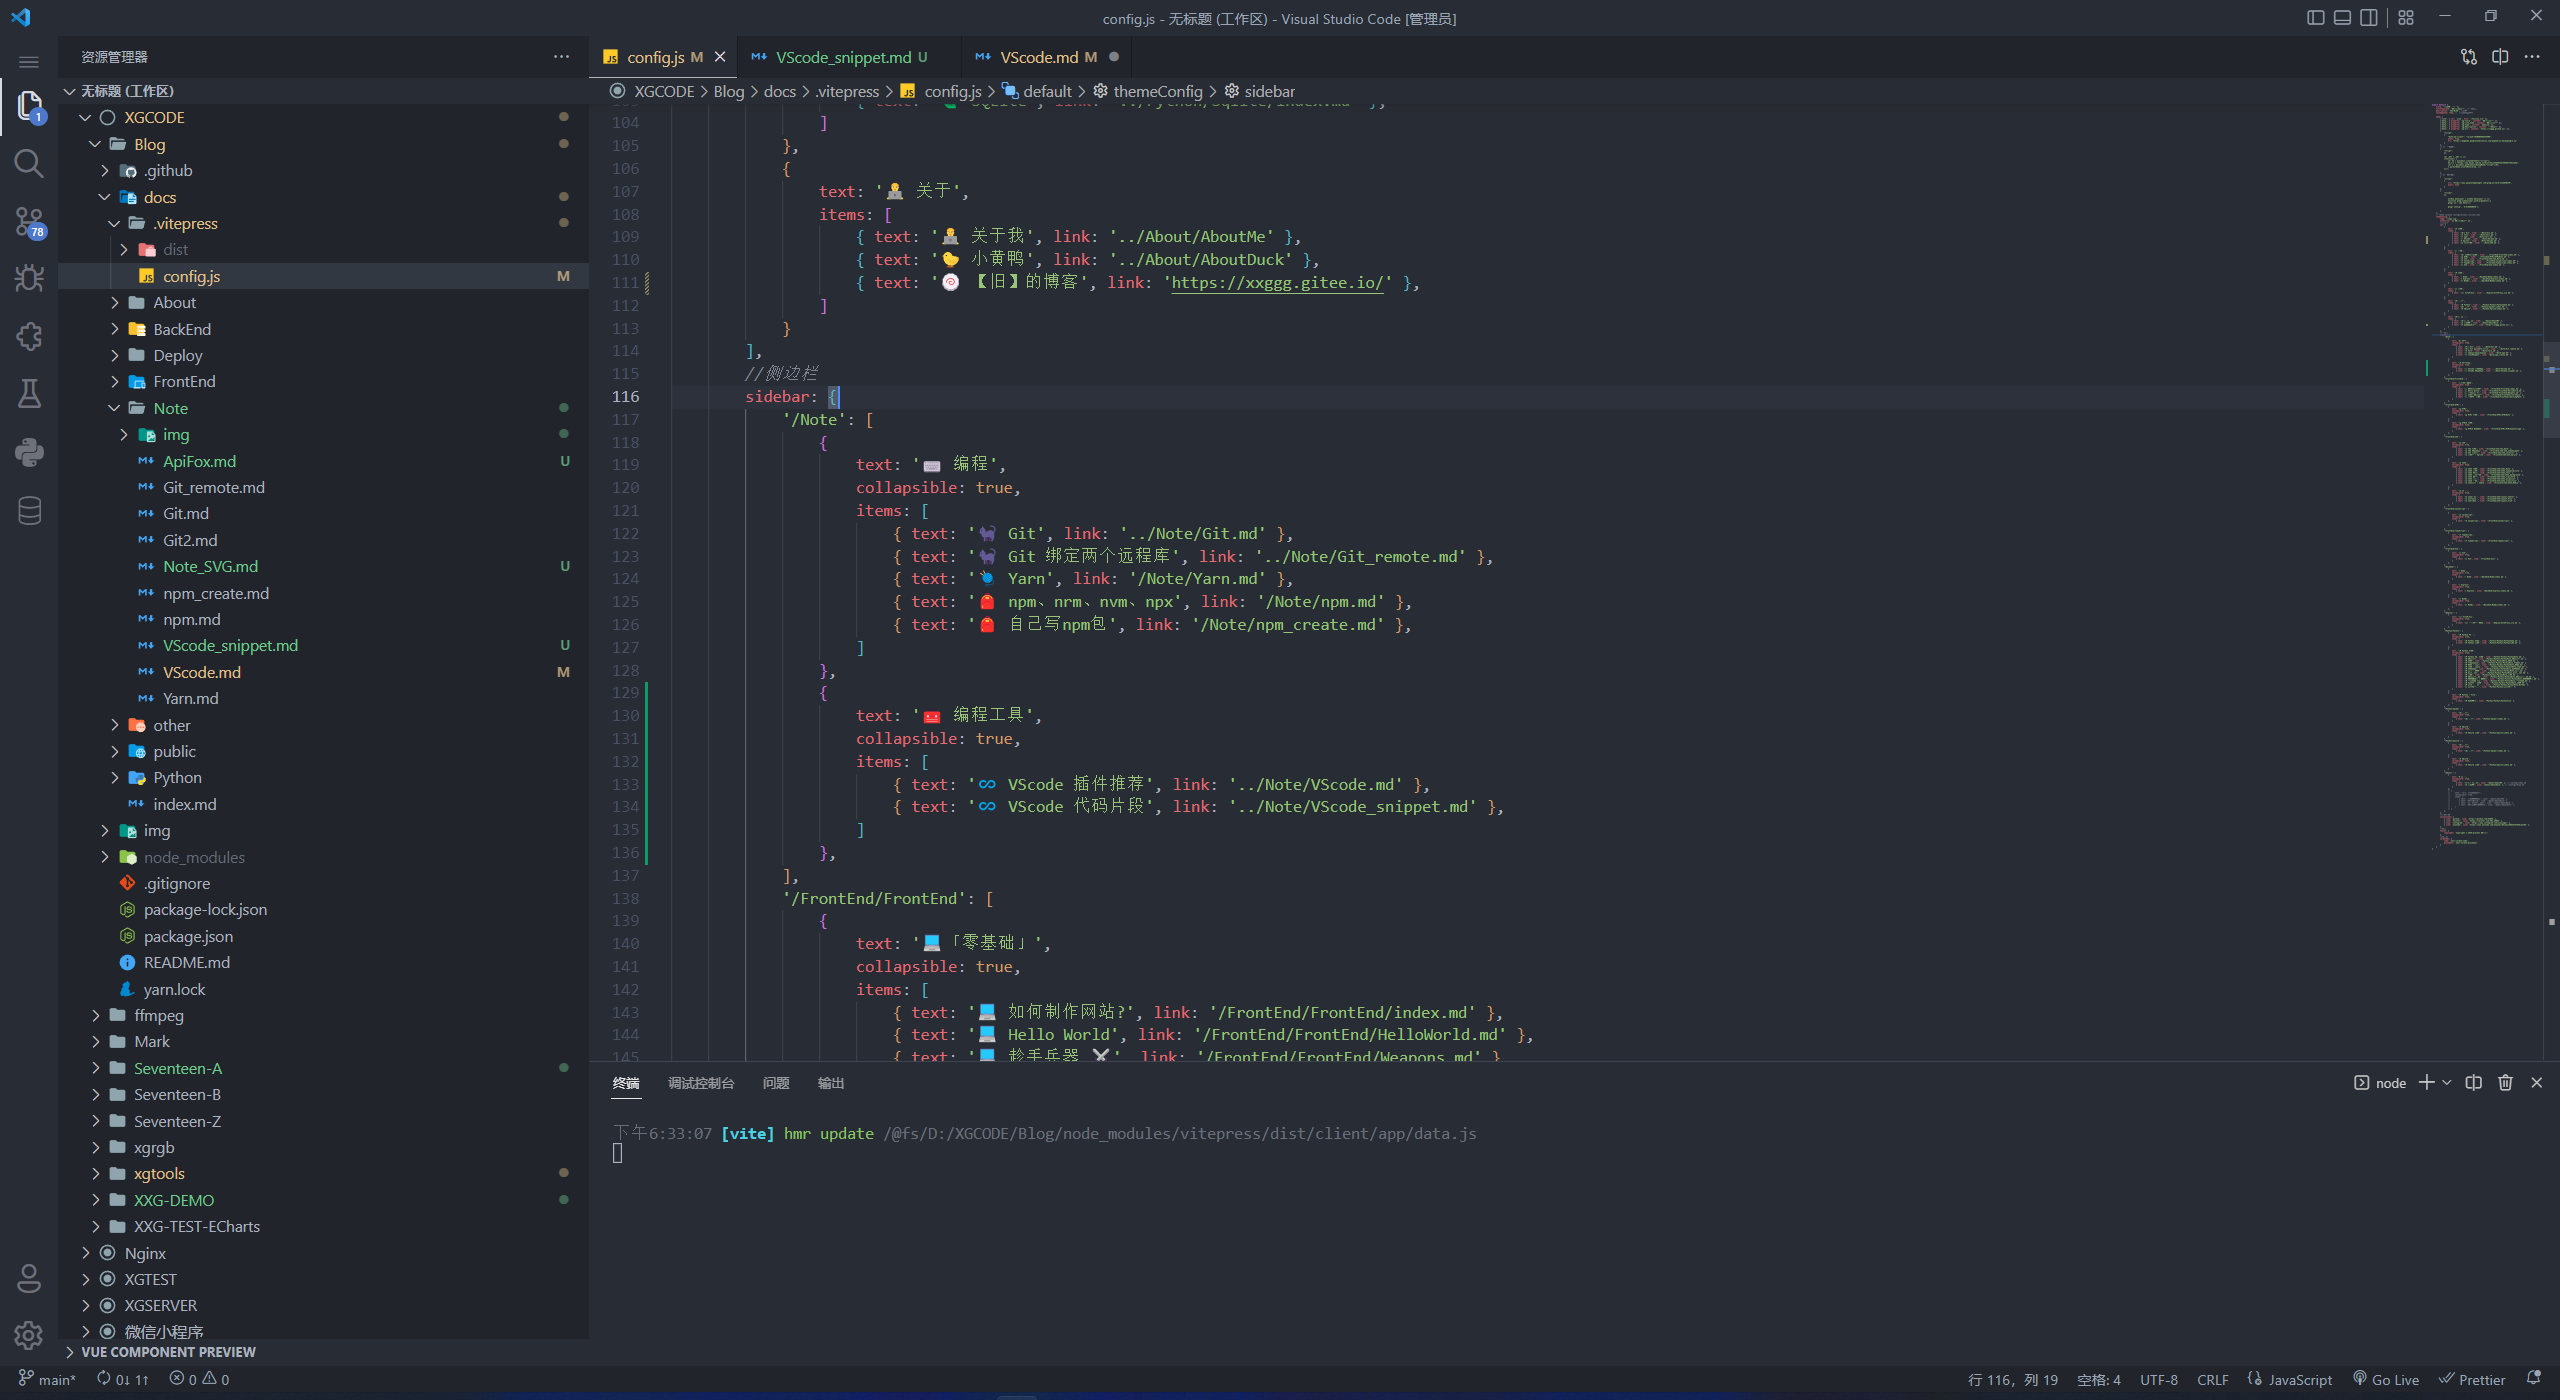 config.js - 无标题 (工作区) - Visual Studio Code [管理员]
资源管理器
无标题 (工作区)
XGCODE
Blog
.github
docs
.vitepress
dist
config.js M
About
BackEnd
Deploy
FrontEnd
Note
img
ApiFox.md U
Git_remote.md
Git.md
Git2.md
Note_SVG.md U
npm_create.md
npm.md
VScode_snippet.md U
VScode.md M
Yarn.md
other
public
Python
index.md
img
node_modules
.gitignore
package-lock.json
package.json
README.md
yarn.lock
ffmpeg
Mark
Seventeen-A
Seventeen-B
Seventeen-Z
xgrgb
xgtools
XXG-DEMO
XXG-TEST-ECharts
Nginx
XGTEST
XGSERVER
微信小程序
VUE COMPONENT PREVIEW
1
78
config.js M
VScode_snippet.md U
VScode.md M
XGCODE > Blog > docs > .vitepress > config.js > default > themeConfig > sidebar
104 ]
105 },
106 {
107 text: '👨‍💻 关于',
108 items: [
109 { text: '👨‍💻 关于我', link: '../About/AboutMe' },
110 { text: '🐤 小黄鸭', link: '../About/AboutDuck' },
111 { text: '🍥 【旧】的博客', link: 'https://xxggg.gitee.io/' },
112 ]
113 }
114 ],
115 //侧边栏
116 sidebar: {
117 '/Note': [
118 {
119 text: '⌨️ 编程',
120 collapsible: true,
121 items: [
122 { text: '🐈‍⬛ Git', link: '../Note/Git.md' },
123 { text: '🐈‍⬛ Git 绑定两个远程库', link: '../Note/Git_remote.md' },
124 { text: '🧶 Yarn', link: '/Note/Yarn.md' },
125 { text: '🎒 npm、nrm、nvm、npx', link: '/Note/npm.md' },
126 { text: '🎒 自己写npm包', link: '/Note/npm_create.md' },
127 ]
128 },
129 {
130 text: '🧰 编程工具',
131 collapsible: true,
132 items: [
133 { text: '♾️ VScode 插件推荐', link: '../Note/VScode.md' },
134 { text: '♾️ VScode 代码片段', link: '../Note/VScode_snippet.md' },
135 ]
136 },
137 ],
138 '/FrontEnd/FrontEnd': [
139 {
140 text: '💻「零基础」',
141 collapsible: true,
142 items: [
143 { text: '💻 如何制作网站?', link: '/FrontEnd/FrontEnd/index.md' },
144 { text: '💻 Hello World', link: '/FrontEnd/FrontEnd/HelloWorld.md' },
145 { text: '💻 趁手兵器 ⚔️', link: '/FrontEnd/FrontEnd/Weapons.md' }
终端 调试控制台 问题 输出
node
下午6:33:07 [vite] hmr update /@fs/D:/XGCODE/Blog/node_modules/vitepress/dist/client/app/data.js
main* 0↓ 1↑ 0 0 行 116，列 19 空格: 4 UTF-8 CRLF JavaScript Go Live Prettier